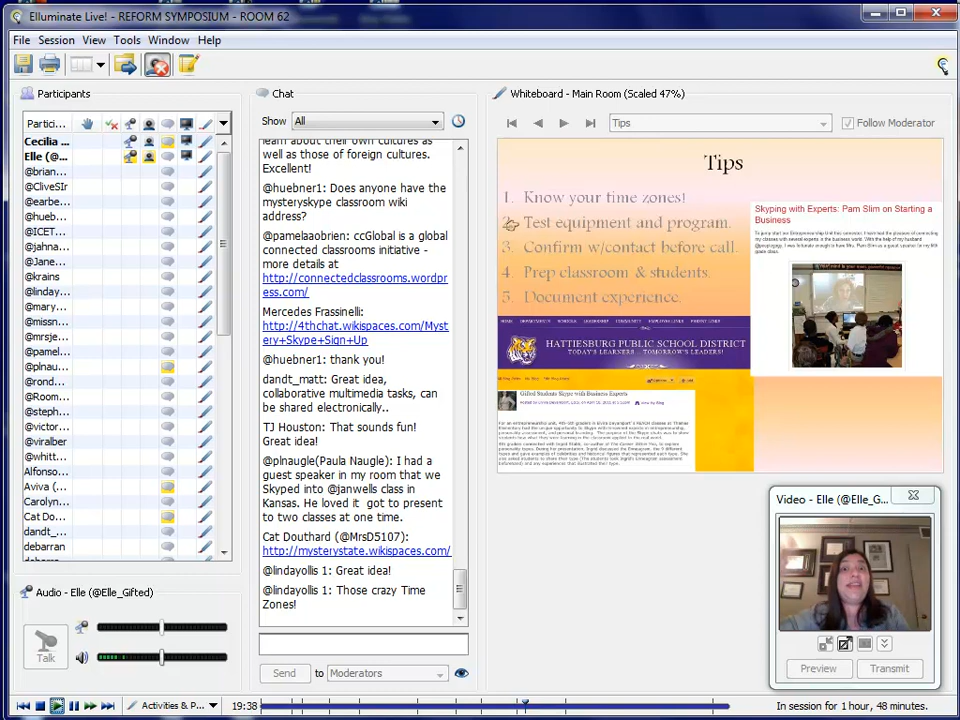 Elluminate Live! - REFORM SYMPOSIUM - ROOM 62
File Session View Tools Window Help
Participants
Partici...
Cecilia ...
Elle (@...
@brian...
@CliveSIr
@earbe...
@hueb...
@ICET...
@jahna...
@Jane...
@krains
@linday...
@mary...
@missn...
@mrsje...
@pamel...
@plnau...
@rond...
@Room...
@steph...
@victor...
@viralber
@whitt...
Alfonso...
Aviva (...
Carolyn...
Cat Do...
dandt_...
debarran
Audio - Elle (@Elle_Gifted)
Talk
Chat
Show All
learn about their own cultures as
well as those of foreign cultures.
Excellent!
@huebner1: Does anyone have the
mysteryskype classroom wiki
address?
@pamelaobrien: ccGlobal is a global
connected classrooms initiative -
more details at
http://connectedclassrooms.wordpr
ess.com/
Mercedes Frassinelli:
http://4thchat.wikispaces.com/Myst
ery+Skype+Sign+Up
@huebner1: thank you!
dandt_matt: Great idea,
collaborative multimedia tasks, can
be shared electronically..
TJ Houston: That sounds fun!
Great idea!
@plnaugle(Paula Naugle): I had a
guest speaker in my room that we
Skyped into @janwells class in
Kansas. He loved it got to present
to two classes at one time.
Cat Douthard (@MrsD5107):
http://mysterystate.wikispaces.com/
@lindayollis 1: Great idea!
@lindayollis 1: Those crazy Time
Zones!
Send to Moderators
Whiteboard - Main Room (Scaled 47%)
Tips
Follow Moderator
Tips
1. Know your time zones!
2. Test equipment and program.
3. Confirm w/contact before call.
4. Prep classroom & students.
5. Document experience.
Skyping with Experts: Pam Slim on Starting a
Business
HATTIESBURG PUBLIC SCHOOL DISTRICT
TODAY'S LEARNERS - TOMORROW'S LEADERS!
Gifted Students Skype with Business Experts
Video - Elle (@Elle_G...
Preview Transmit
Activities & P...
19:38
In session for 1 hour, 48 minutes.